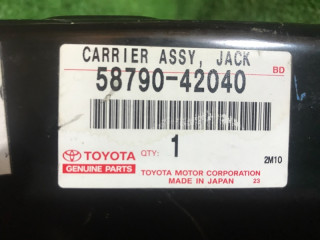 CARRIER ASSY, JACK
58790-42040 BD
TOYOTA QTY: 1
GENUINE PARTS 2M10
TOYOTA MOTOR CORPORATION
MADE IN JAPAN 23